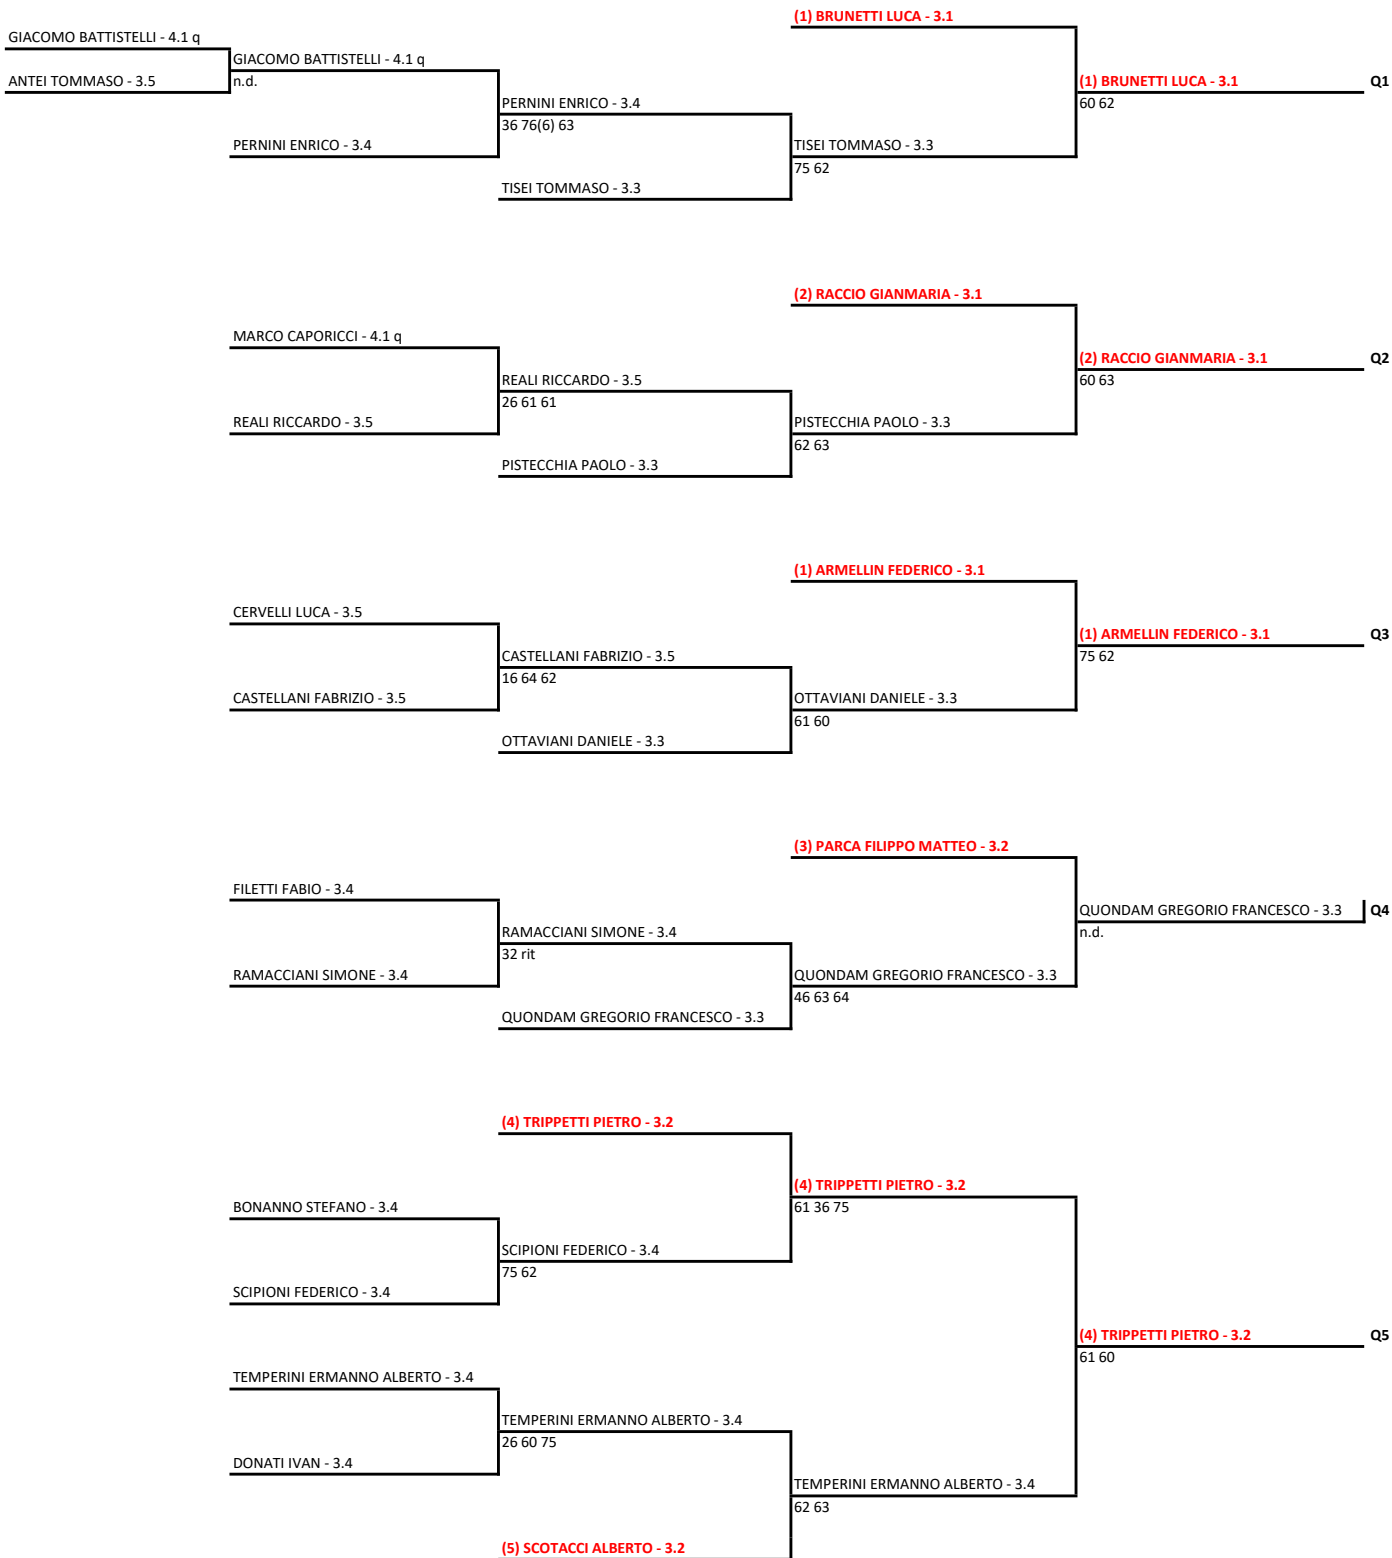 (1) BRUNETTI LUCA - 3.1
GIACOMO BATTISTELLI - 4.1 q
GIACOMO BATTISTELLI - 4.1 q
ANTEI TOMMASO - 3.5
n.d.
(1) BRUNETTI LUCA - 3.1
Q1
PERNINI ENRICO - 3.4
60 62
36 76(6) 63
PERNINI ENRICO - 3.4
TISEI TOMMASO - 3.3
75 62
TISEI TOMMASO - 3.3
(2) RACCIO GIANMARIA - 3.1
MARCO CAPORICCI - 4.1 q
(2) RACCIO GIANMARIA - 3.1
Q2
REALI RICCARDO - 3.5
60 63
26 61 61
REALI RICCARDO - 3.5
PISTECCHIA PAOLO - 3.3
62 63
PISTECCHIA PAOLO - 3.3
(1) ARMELLIN FEDERICO - 3.1
CERVELLI LUCA - 3.5
(1) ARMELLIN FEDERICO - 3.1
Q3
CASTELLANI FABRIZIO - 3.5
75 62
16 64 62
CASTELLANI FABRIZIO - 3.5
OTTAVIANI DANIELE - 3.3
61 60
OTTAVIANI DANIELE - 3.3
(3) PARCA FILIPPO MATTEO - 3.2
FILETTI FABIO - 3.4
QUONDAM GREGORIO FRANCESCO - 3.3
Q4
RAMACCIANI SIMONE - 3.4
n.d.
32 rit
RAMACCIANI SIMONE - 3.4
QUONDAM GREGORIO FRANCESCO - 3.3
46 63 64
QUONDAM GREGORIO FRANCESCO - 3.3
(4) TRIPPETTI PIETRO - 3.2
(4) TRIPPETTI PIETRO - 3.2
BONANNO STEFANO - 3.4
61 36 75
SCIPIONI FEDERICO - 3.4
75 62
SCIPIONI FEDERICO - 3.4
(4) TRIPPETTI PIETRO - 3.2
Q5
61 60
TEMPERINI ERMANNO ALBERTO - 3.4
TEMPERINI ERMANNO ALBERTO - 3.4
26 60 75
DONATI IVAN - 3.4
TEMPERINI ERMANNO ALBERTO - 3.4
62 63
(5) SCOTACCI ALBERTO - 3.2